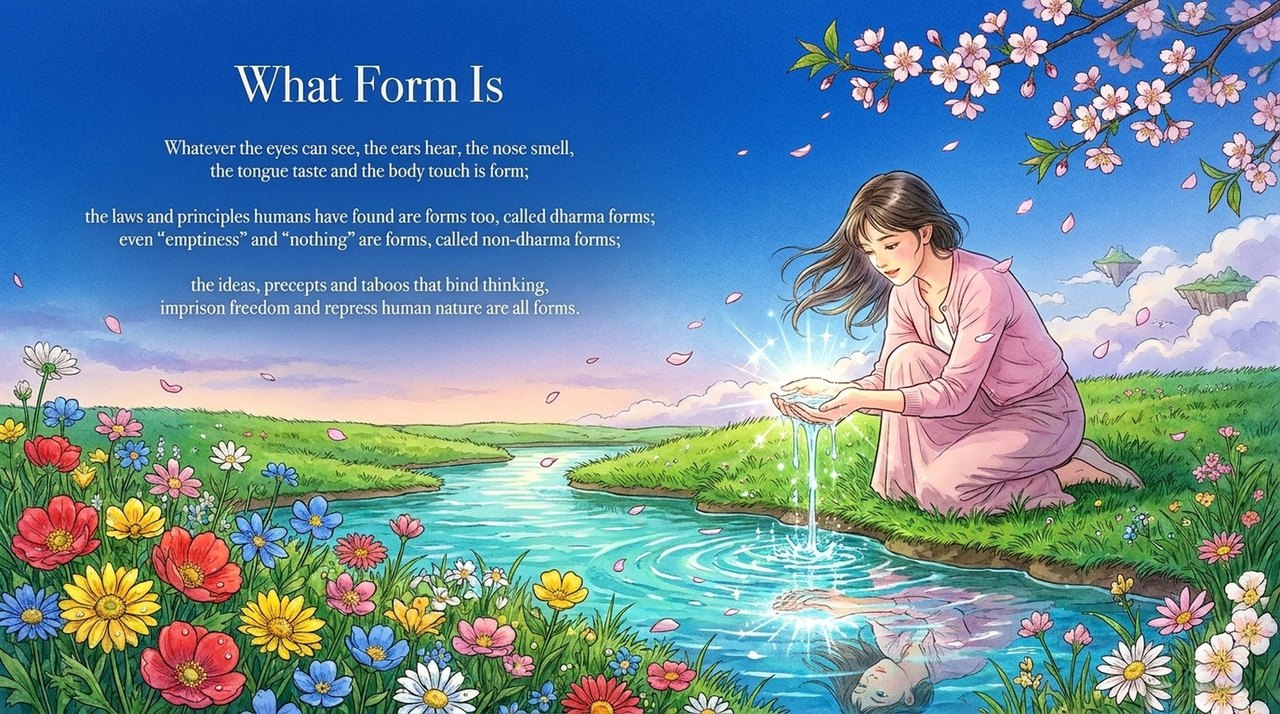 What Form Is
Whatever the eyes can see, the ears hear, the nose smell,
the tongue taste and the body touch is form;
the laws and principles humans have found are forms too, called dharma forms;
even “emptiness” and “nothing” are forms, called non-dharma forms;
the ideas, precepts and taboos that bind thinking,
imprison freedom and repress human nature are all forms.